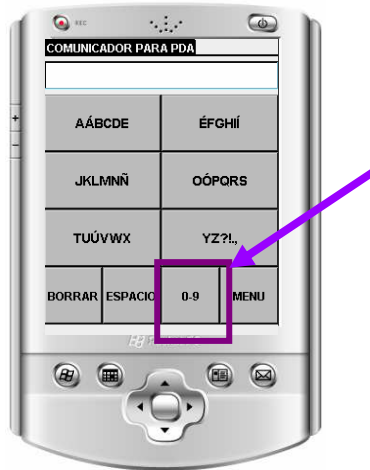 REC
COMUNICADOR PARA PDA
AÁBCDE ÉFGHIÍ
JKLMNÑ OÓPQRS
TUÚVWX YZ?!.,
BORRAR ESPACIO 0-9 MENU